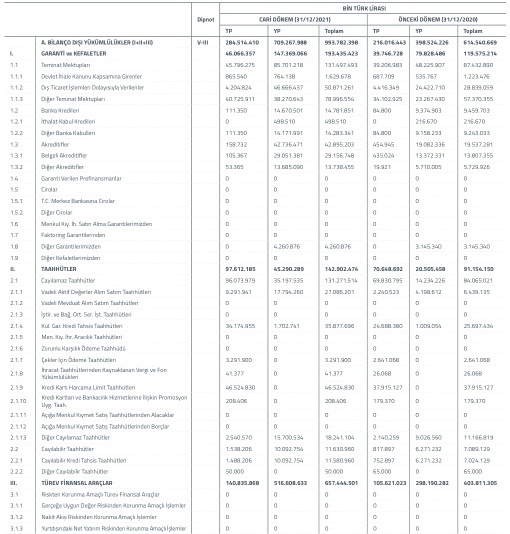 BİN TÜRK LİRASI
Dipnot CARİ DÖNEM (31/12/2021) ÖNCEKİ DÖNEM (31/12/2020)
TP YP Toplam TP YP Toplam
A. BİLANÇO DIŞI YÜKÜMLÜLÜKLER (I+II+III) V-III 284.514.410 709.267.988 993.782.398 216.016.443 398.524.226 614.540.669
I. GARANTİ ve KEFALETLER 46.066.357 147.369.066 193.435.423 39.746.728 79.828.486 119.575.214
1.1 Teminat Mektupları 45.796.275 85.701.218 131.497.493 39.206.983 48.225.907 87.432.890
1.1.1 Devlet İhale Kanunu Kapsamına Girenler 865.540 764.138 1.629.678 687.709 535.767 1.223.476
1.1.2 Dış Ticaret İşlemleri Dolayısıyla Verilenler 4.204.824 46.666.437 50.871.261 4.416.349 24.422.710 28.839.059
1.1.3 Diğer Teminat Mektupları 40.725.911 38.270.643 78.996.554 34.102.925 23.267.430 57.370.355
1.2 Banka Kredileri 111.350 14.670.501 14.781.851 84.800 9.374.903 9.459.703
1.2.1 İthalat Kabul Kredileri 0 498.510 498.510 0 216.670 216.670
1.2.2 Diğer Banka Kabulleri 111.350 14.171.991 14.283.341 84.800 9.158.233 9.243.033
1.3 Akreditifler 158.732 42.736.471 42.895.203 454.945 19.082.336 19.537.281
1.3.1 Belgeli Akreditifler 105.367 29.051.381 29.156.748 435.024 13.372.331 13.807.355
1.3.2 Diğer Akreditifler 53.365 13.685.090 13.738.455 19.921 5.710.005 5.729.926
1.4 Garanti Verilen Prefinansmanlar 0 0 0 0 0 0
1.5 Cirolar 0 0 0 0 0 0
1.5.1 T.C. Merkez Bankasına Cirolar 0 0 0 0 0 0
1.5.2 Diğer Cirolar 0 0 0 0 0 0
1.6 Menkul Kıy. İh. Satın Alma Garantilerimizden 0 0 0 0 0 0
1.7 Faktoring Garantilerinden 0 0 0 0 0 0
1.8 Diğer Garantilerimizden 0 4.260.876 4.260.876 0 3.145.340 3.145.340
1.9 Diğer Kefaletlerimizden 0 0 0 0 0 0
II. TAAHHÜTLER 97.612.185 45.290.289 142.902.474 70.648.692 20.505.458 91.154.150
2.1 Cayılamaz Taahhütler 96.073.979 35.197.535 131.271.514 69.830.795 14.234.226 84.065.021
2.1.1 Vadeli Aktif Değerler Alım Satım Taahhütleri 9.291.941 17.794.260 27.086.201 2.240.523 4.198.612 6.439.135
2.1.2 Vadeli Mevduat Alım Satım Taahhütleri 0 0 0 0 0 0
2.1.3 İştir. ve Bağ. Ort. Ser. İşt. Taahhütleri 0 0 0 0 0 0
2.1.4 Kul. Gar. Kredi Tahsis Taahhütleri 34.174.955 1.702.741 35.877.696 24.688.380 1.009.054 25.697.434
2.1.5 Men. Kıy. İhr. Aracılık Taahhütleri 0 0 0 0 0 0
2.1.6 Zorunlu Karşılık Ödeme Taahhüdü 0 0 0 0 0 0
2.1.7 Çekler İçin Ödeme Taahhütleri 3.291.900 0 3.291.900 2.641.068 0 2.641.068
2.1.8 İhracat Taahhütlerinden Kaynaklanan Vergi ve Fon Yükümlülükleri 41.377 0 41.377 26.068 0 26.068
2.1.9 Kredi Kartı Harcama Limit Taahhütleri 46.524.830 0 46.524.830 37.915.127 0 37.915.127
2.1.10 Kredi Kartları ve Bankacılık Hizmetlerine İlişkin Promosyon Uyg. Taah. 208.406 0 208.406 179.370 0 179.370
2.1.11 Açığa Menkul Kıymet Satış Taahhütlerinden Alacaklar 0 0 0 0 0 0
2.1.12 Açığa Menkul Kıymet Satış Taahhütlerinden Borçlar 0 0 0 0 0 0
2.1.13 Diğer Cayılamaz Taahhütler 2.540.570 15.700.534 18.241.104 2.140.259 9.026.560 11.166.819
2.2 Cayılabilir Taahhütler 1.538.206 10.092.754 11.630.960 817.897 6.271.232 7.089.129
2.2.1 Cayılabilir Kredi Tahsis Taahhütleri 1.488.206 10.092.754 11.580.960 752.897 6.271.232 7.024.129
2.2.2 Diğer Cayılabilir Taahhütler 50.000 0 50.000 65.000 0 65.000
III. TÜREV FİNANSAL ARAÇLAR 140.835.868 516.608.633 657.444.501 105.621.023 298.190.282 403.811.305
3.1 Riskten Korunma Amaçlı Türev Finansal Araçlar 0 0 0 0 0 0
3.1.1 Gerçeğe Uygun Değer Riskinden Korunma Amaçlı İşlemler 0 0 0 0 0 0
3.1.2 Nakit Akış Riskinden Korunma Amaçlı İşlemler 0 0 0 0 0 0
3.1.3 Yurtdışındaki Net Yatırım Riskinden Korunma Amaçlı İşlemler 0 0 0 0 0 0